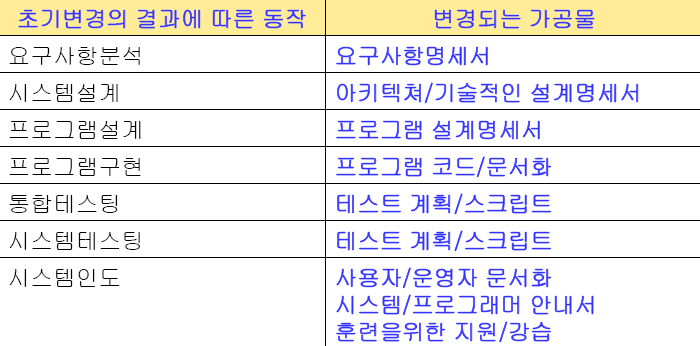 초기변경의 결과에 따른 동작 변경되는 가공물
요구사항분석 요구사항명세서
시스템설계 아키텍쳐/기술적인 설계명세서
프로그램설계 프로그램 설계명세서
프로그램구현 프로그램 코드/문서화
통합테스팅 테스트 계획/스크립트
시스템테스팅 테스트 계획/스크립트
시스템인도 사용자/운영자 문서화
시스템/프로그래머 안내서
훈련을위한 지원/강습